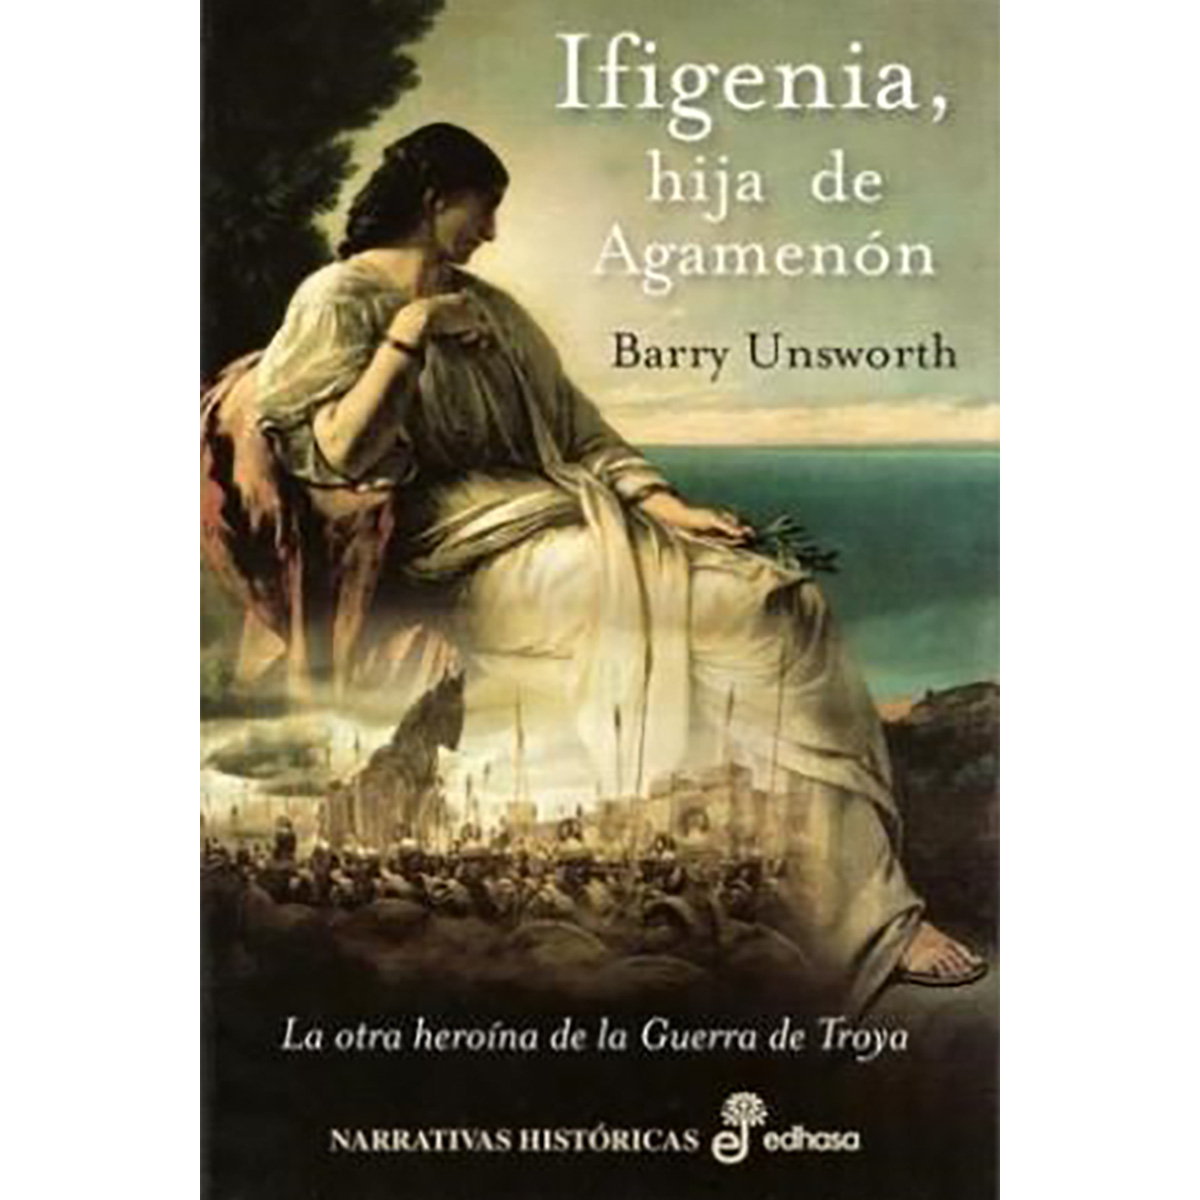 Ifigenia,
hija de
Agamenón
Barry Unsworth
La otra heroína de la Guerra de Troya
NARRATIVAS HISTÓRICAS edhasa